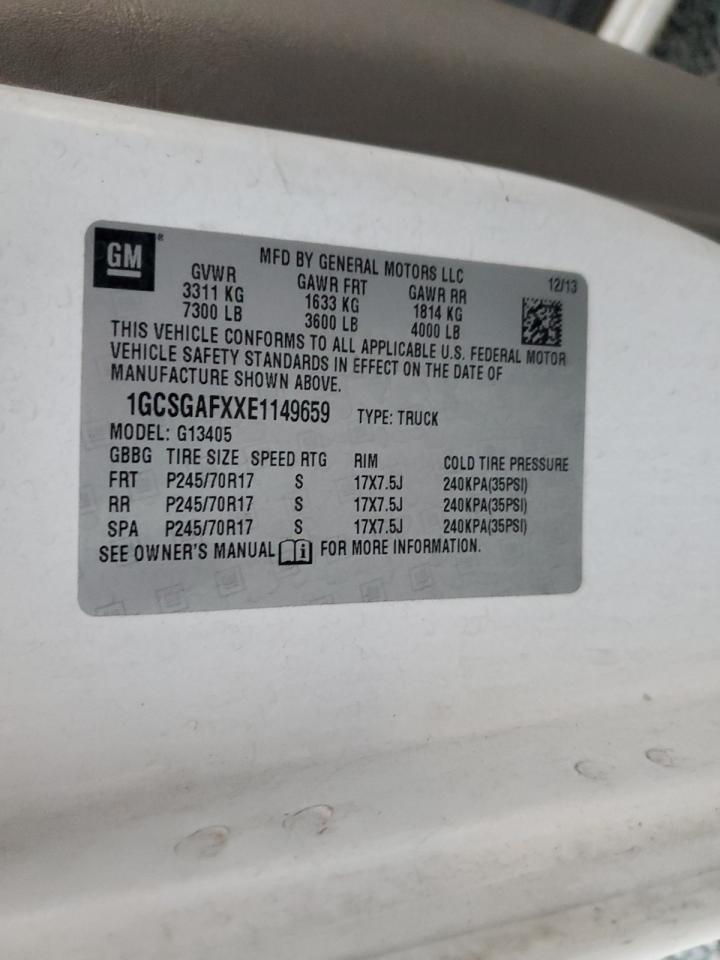 GM®
MFD BY GENERAL MOTORS LLC
12/13
GVWR GAWR FRT GAWR RR
3311 KG 1633 KG 1814 KG
7300 LB 3600 LB 4000 LB
THIS VEHICLE CONFORMS TO ALL APPLICABLE U.S. FEDERAL MOTOR
VEHICLE SAFETY STANDARDS IN EFFECT ON THE DATE OF
MANUFACTURE SHOWN ABOVE.
1GCSGAFXXE1149659 TYPE: TRUCK
MODEL: G13405
GBBG TIRE SIZE SPEED RTG RIM COLD TIRE PRESSURE
FRT P245/70R17 S 17X7.5J 240KPA(35PSI)
RR P245/70R17 S 17X7.5J 240KPA(35PSI)
SPA P245/70R17 S 17X7.5J 240KPA(35PSI)
SEE OWNER'S MANUAL i FOR MORE INFORMATION.